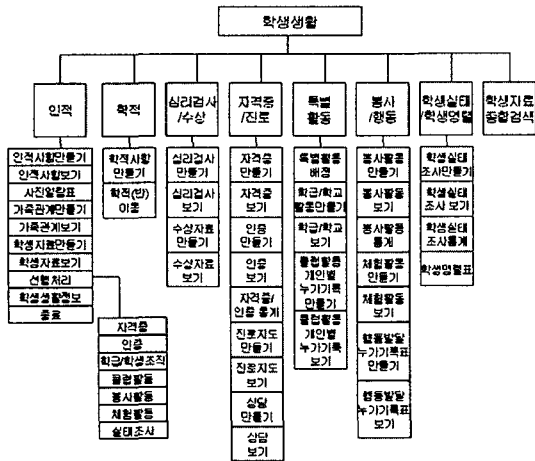 학생생활
인적
학적
심리검사
/수상
자격증
/진로
특별
활동
봉사
/행동
학생실태
/학생명렬
학생자료
종합검색
인적사항만들기
인적사항보기
사진일람표
가족관계만들기
가족관계보기
학생자료만들기
학생자료보기
선행처리
학생생활정보
종료
자격증
인증
학급/학생조직
클럽활동
봉사활동
체험활동
실태조사
학적사항
만들기
학적(반)
이동
심리검사
만들기
심리검사
보기
수상자료
만들기
수상자료
보기
자격증
만들기
자격증
보기
인증
만들기
인증
보기
자격증/
인증 통계
진로지도
만들기
진로지도
보기
상담
만들기
상담
보기
특별활동
배정
학급/학교
활동만들기
학급/학교
보기
클럽활동
개인별
누가기록
만들기
클럽활동
개인별
누가기록
보기
봉사활동
만들기
봉사활동
보기
봉사활동
통계
체험활동
만들기
체험활동
보기
행동발달
누가기록표
만들기
행동발달
누가기록표
보기
학생실태
조사만들기
학생실태
조사 보기
학생실태
조사통계
학생명렬표